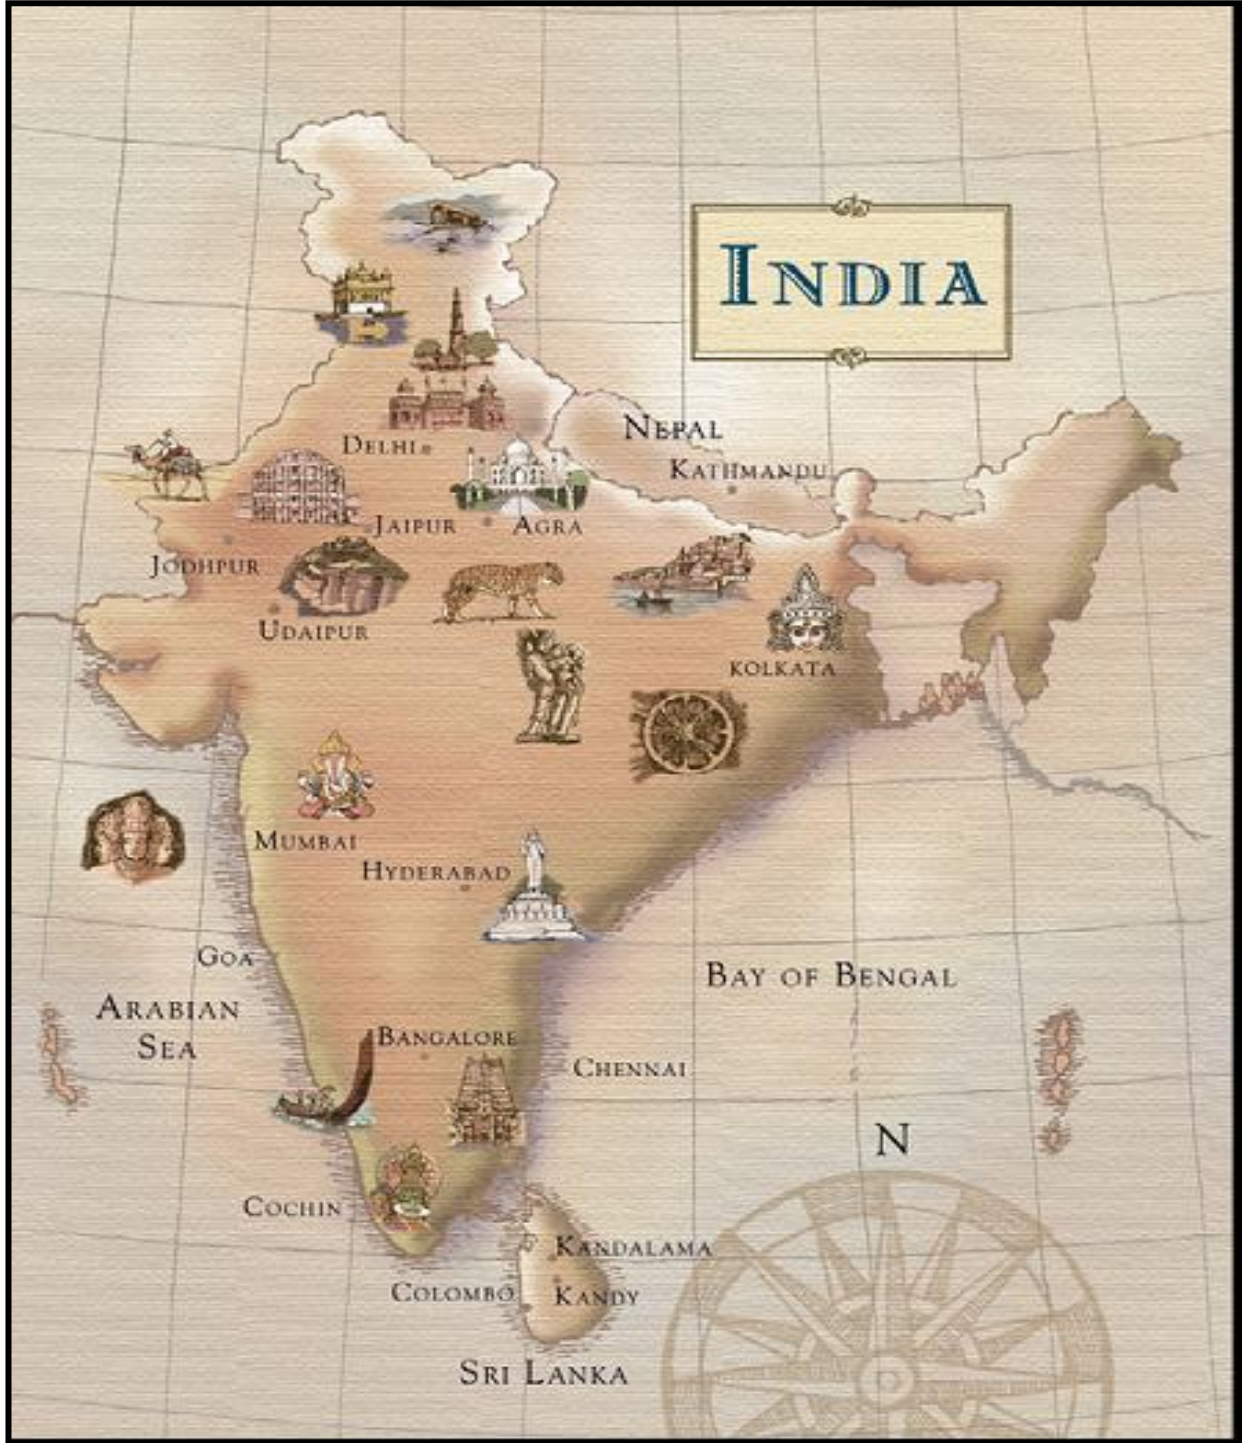 INDIA
NEPAL
KATHMANDU
DELHI
JAIPUR
AGRA
JODHPUR
UDAIPUR
KOLKATA
MUMBAI
HYDERABAD
GOA
BAY OF BENGAL
ARABIAN
SEA
BANGALORE
CHENNAI
N
COCHIN
KANDALAMA
COLOMBO
KANDY
SRI LANKA